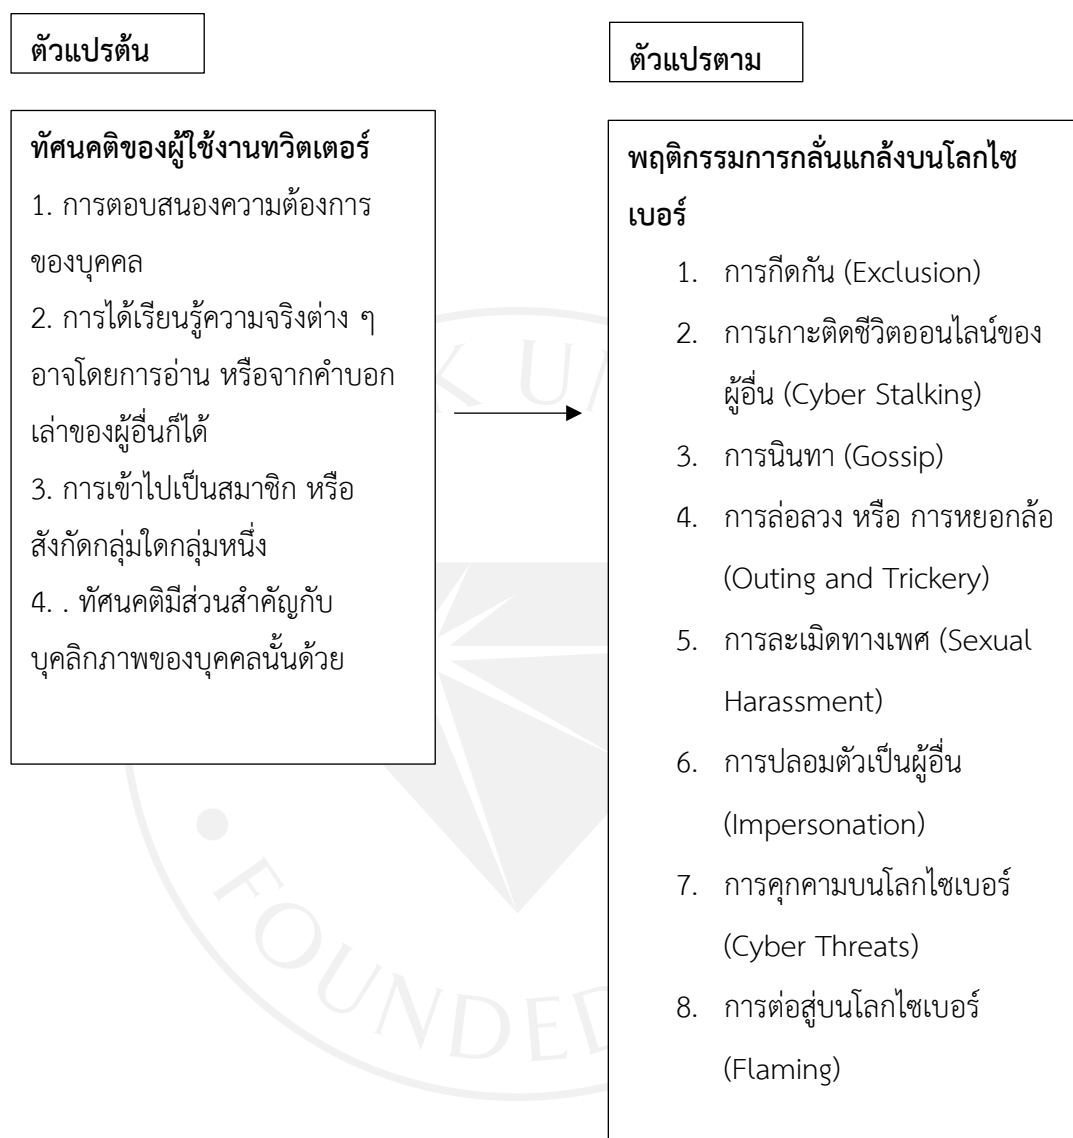 ตัวแปรต้น
ทัศนคติของผู้ใช้งานทวิตเตอร์
1. การตอบสนองความต้องการ
ของบุคคล
2. การได้เรียนรู้ความจริงต่าง ๆ
อาจโดยการอ่าน หรือจากคำบอก
เล่าของผู้อื่นก็ได้
3. การเข้าไปเป็นสมาชิก หรือ
สังกัดกลุ่มใดกลุ่มหนึ่ง
4. . ทัศนคติมีส่วนสำคัญกับ
บุคลิกภาพของบุคคลนั้นด้วย
ตัวแปรตาม
พฤติกรรมการกลั่นแกล้งบนโลกไซ
เบอร์
1. การกีดกัน (Exclusion)
2. การเกาะติดชีวิตออนไลน์ของ
ผู้อื่น (Cyber Stalking)
3. การนินทา (Gossip)
4. การล่อลวง หรือ การหยอกล้อ
(Outing and Trickery)
5. การละเมิดทางเพศ (Sexual
Harassment)
6. การปลอมตัวเป็นผู้อื่น
(Impersonation)
7. การคุกคามบนโลกไซเบอร์
(Cyber Threats)
8. การต่อสู่บนโลกไซเบอร์
(Flaming)
K UN
FOUNDED